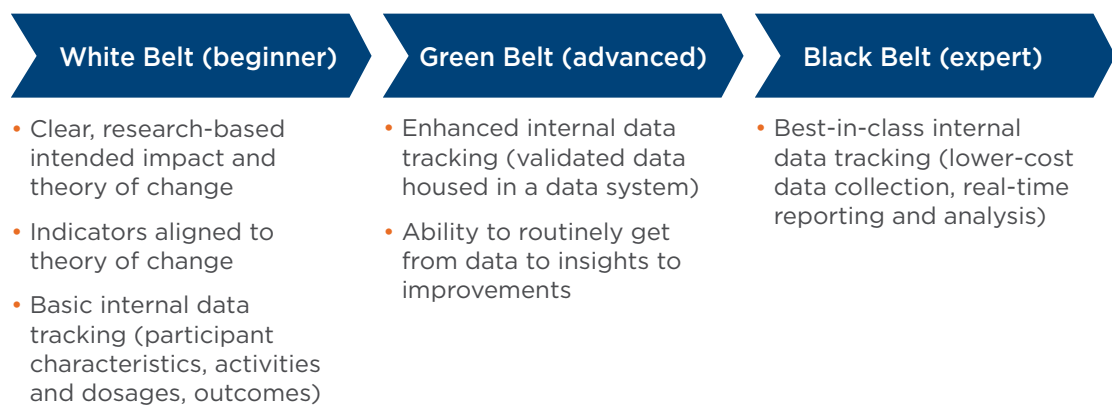 White Belt (beginner)
• Clear, research-based
intended impact and
theory of change
• Indicators aligned to
theory of change
• Basic internal data
tracking (participant
characteristics, activities
and dosages, outcomes)
Green Belt (advanced)
• Enhanced internal data
tracking (validated data
housed in a data system)
• Ability to routinely get
from data to insights to
improvements
Black Belt (expert)
• Best-in-class internal
data tracking (lower-cost
data collection, real-time
reporting and analysis)